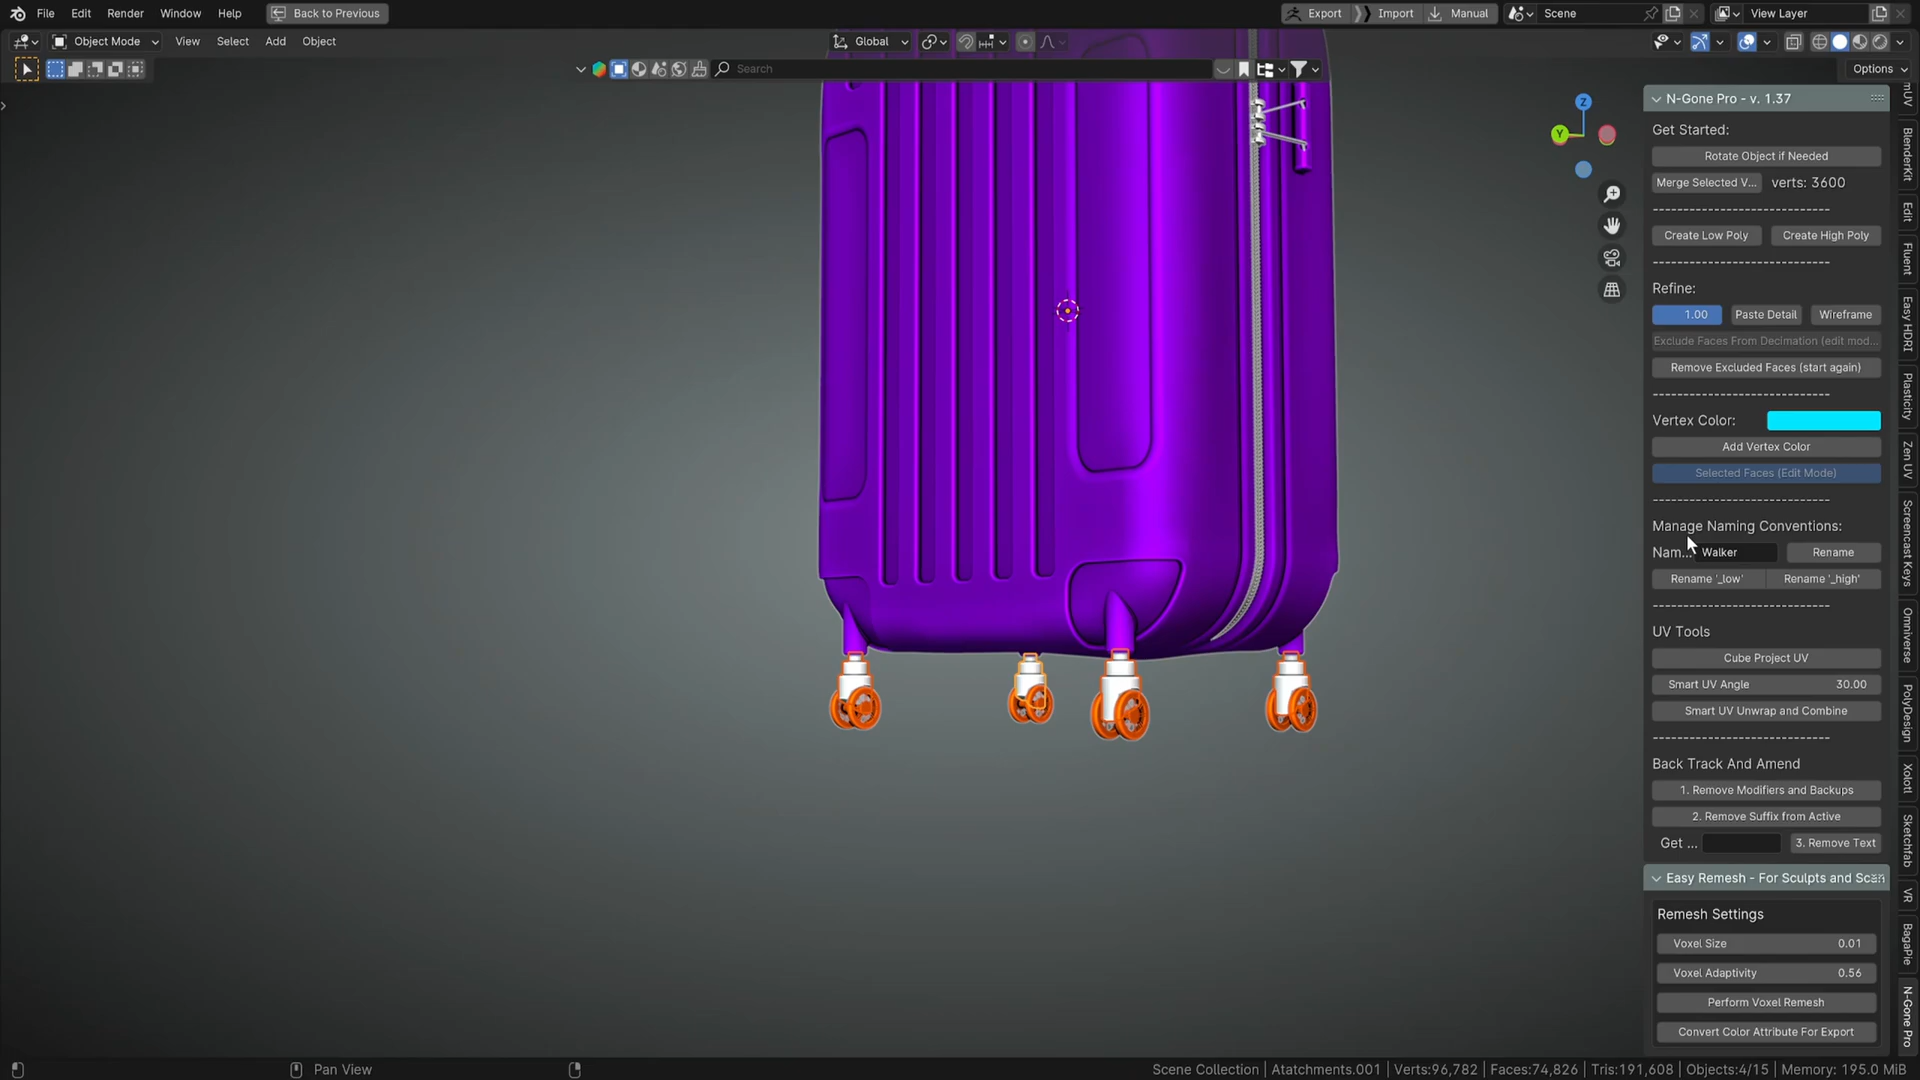 File Edit Render Window Help Back to Previous Export Import Manual Scene View Layer
Object Mode View Select Add Object Global
Search Options
N-Gone Pro - v. 1.37
Get Started:
Rotate Object if Needed
Merge Selected V... verts: 3600
------------------------------
Create Low Poly Create High Poly
------------------------------
Refine:
1.00 Paste Detail Wireframe
Exclude Faces From Decimation (edit mod...
Remove Excluded Faces (start again)
------------------------------
Vertex Color:
Add Vertex Color
Selected Faces (Edit Mode)
------------------------------
Manage Naming Conventions:
Nam... Walker Rename
Rename '_low' Rename '_high'
------------------------------
UV Tools
Cube Project UV
Smart UV Angle 30.00
Smart UV Unwrap and Combine
------------------------------
Back Track And Amend
1. Remove Modifiers and Backups
2. Remove Suffix from Active
Get ... 3. Remove Text
Easy Remesh - For Sculpts and Scan
Remesh Settings
Voxel Size 0.01
Voxel Adaptivity 0.56
Perform Voxel Remesh
Convert Color Attribute For Export
mUV
BlenderKit
Edit
Fluent
Easy HDRI
Plasticity
Zen UV
Screencast Keys
Omniverse
PolyDesign
Xolotl
Sketchfab
VR
BagaPie
N-Gone Pro
Z
Y
Pan View Scene Collection | Atatchments.001 | Verts:96,782 | Faces:74,826 | Tris:191,608 | Objects:4/15 | Memory: 195.0 MiB